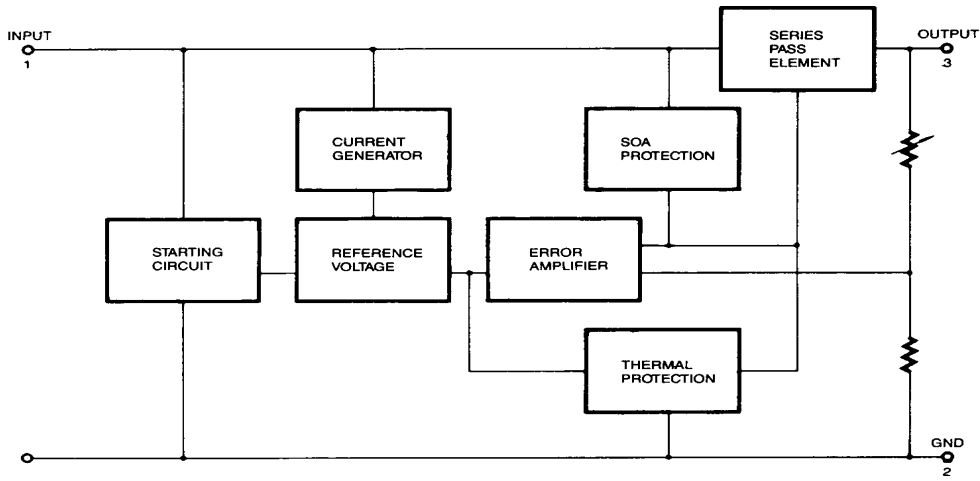 INPUT
1
SERIES
PASS
ELEMENT
OUTPUT
3
CURRENT
GENERATOR
SOA
PROTECTION
STARTING
CIRCUIT
REFERENCE
VOLTAGE
ERROR
AMPLIFIER
THERMAL
PROTECTION
GND
2